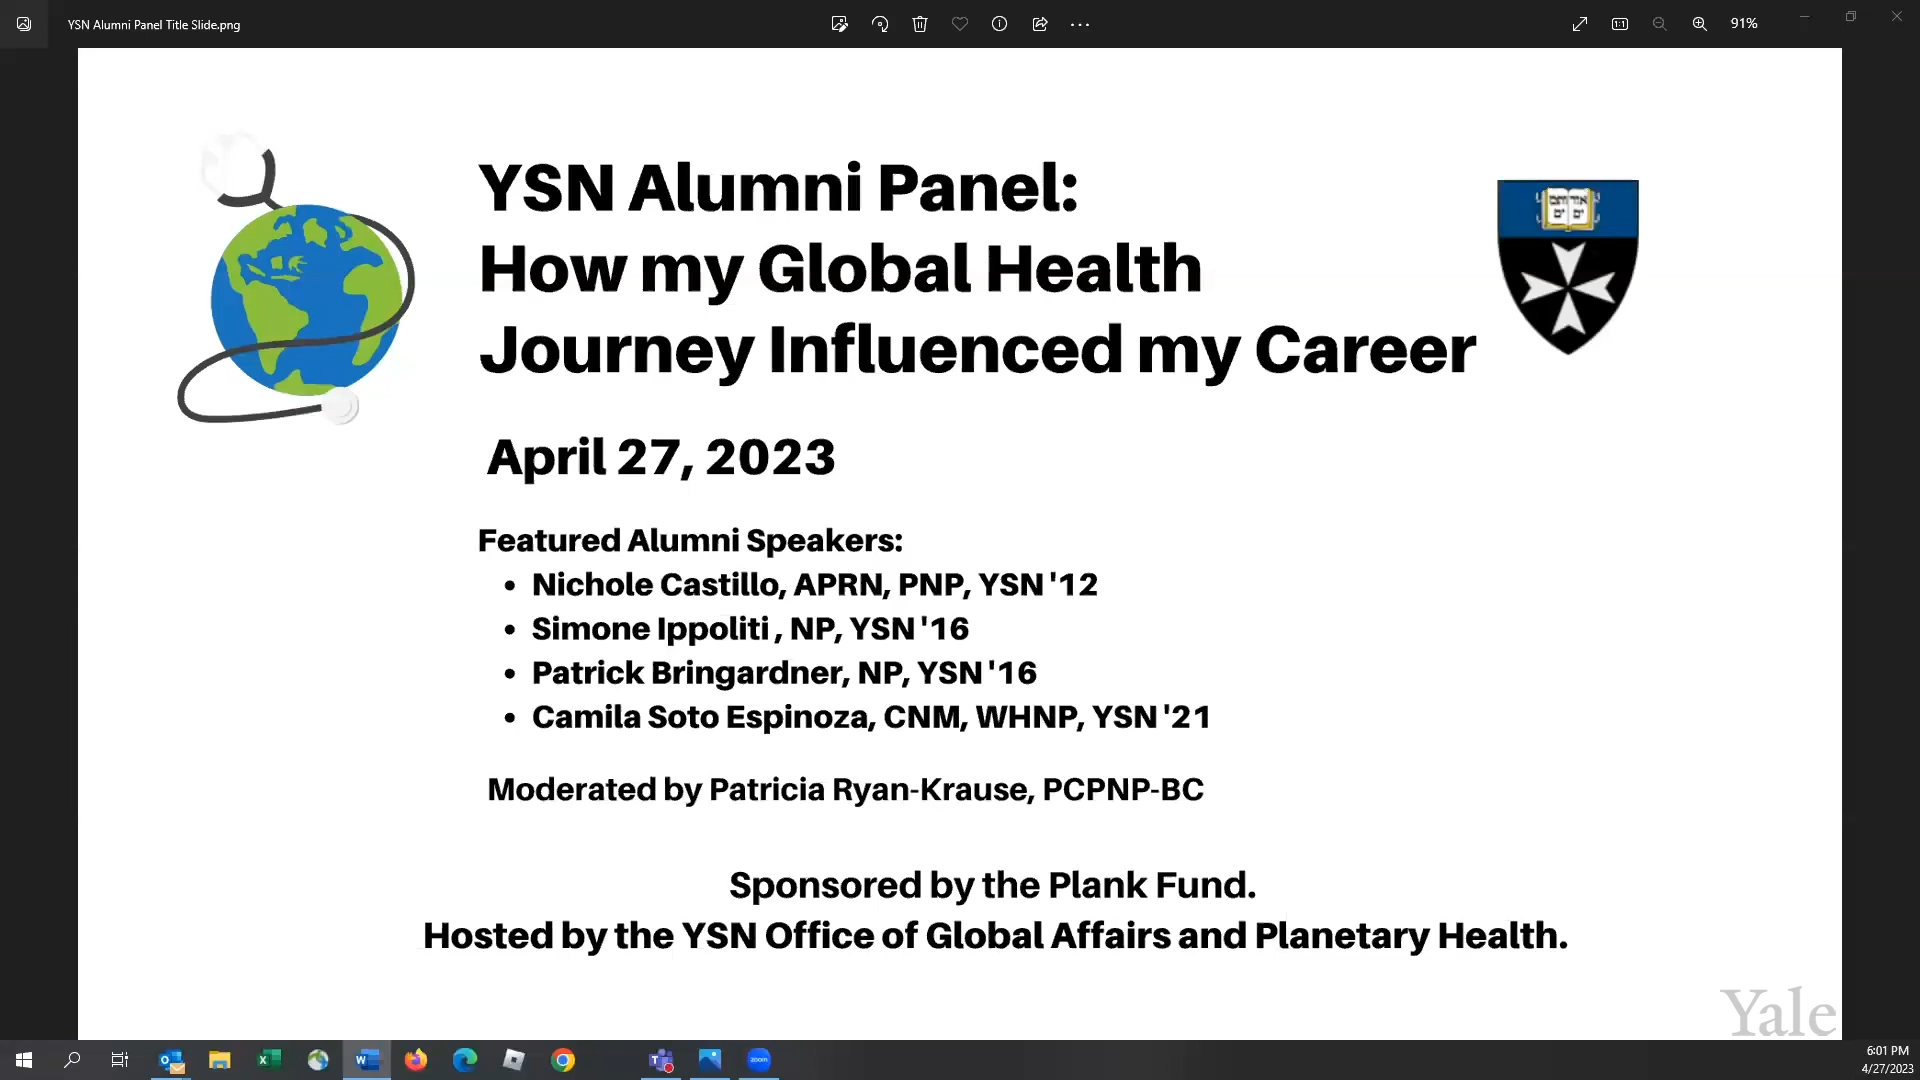 YSN Alumni Panel Title Slide.png
91%
YSN Alumni Panel:
How my Global Health
Journey Influenced my Career
April 27, 2023
Featured Alumni Speakers:
• Nichole Castillo, APRN, PNP, YSN '12
• Simone Ippoliti , NP, YSN '16
• Patrick Bringardner, NP, YSN '16
• Camila Soto Espinoza, CNM, WHNP, YSN '21
Moderated by Patricia Ryan-Krause, PCPNP-BC
Sponsored by the Plank Fund.
Hosted by the YSN Office of Global Affairs and Planetary Health.
Yale
zoom
6:01 PM
4/27/2023